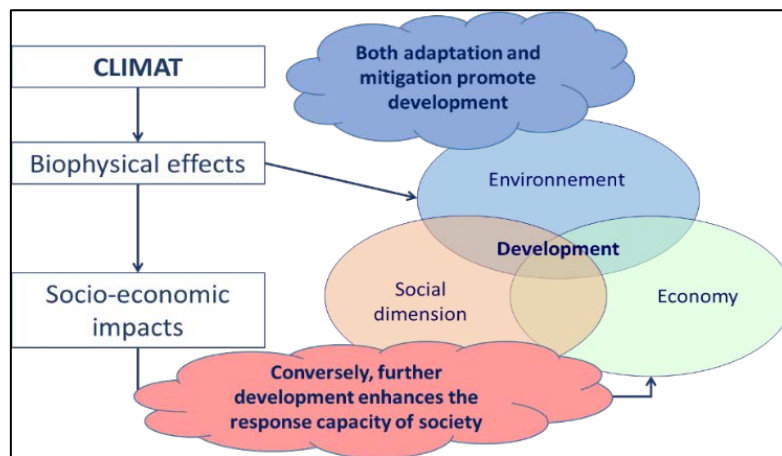 CLIMAT
Both adaptation and
mitigation promote
development
Biophysical effects
Environnement
Development
Socio-economic
impacts
Social
dimension
Economy
Conversely, further
development enhances the
response capacity of society